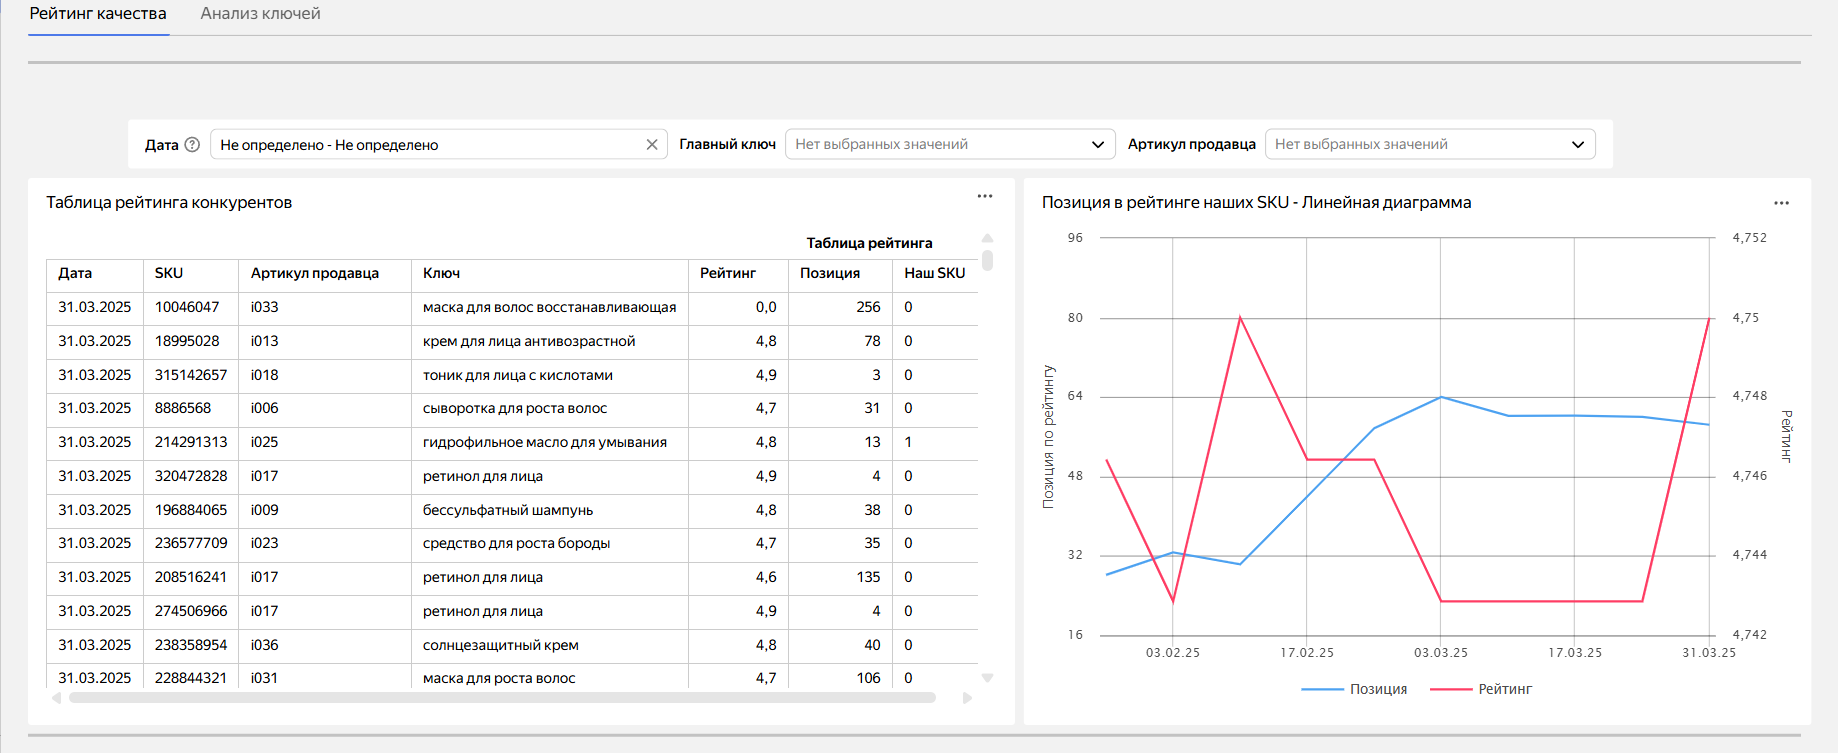 Рейтинг качества Анализ ключей
Дата ? Не определено - Не определено Главный ключ Нет выбранных значений Артикул продавца Нет выбранных значений
Таблица рейтинга конкурентов
Таблица рейтинга
Дата SKU Артикул продавца Ключ Рейтинг Позиция Наш SKU
31.03.2025 10046047 i033 маска для волос восстанавливающая 0,0 256 0
31.03.2025 18995028 i013 крем для лица антивозрастной 4,8 78 0
31.03.2025 315142657 i018 тоник для лица с кислотами 4,9 3 0
31.03.2025 8886568 i006 сыворотка для роста волос 4,7 31 0
31.03.2025 214291313 i025 гидрофильное масло для умывания 4,8 13 1
31.03.2025 320472828 i017 ретинол для лица 4,9 4 0
31.03.2025 196884065 i009 бессульфатный шампунь 4,8 38 0
31.03.2025 236577709 i023 средство для роста бороды 4,7 35 0
31.03.2025 208516241 i017 ретинол для лица 4,6 135 0
31.03.2025 274506966 i017 ретинол для лица 4,9 4 0
31.03.2025 238358954 i036 солнцезащитный крем 4,8 40 0
31.03.2025 228844321 i031 маска для роста волос 4,7 106 0
Позиция в рейтинге наших SKU - Линейная диаграмма
Позиция по рейтингу
96
80
64
48
32
16
4,752
4,75
4,748
4,746
4,744
4,742
Рейтинг
03.02.25 17.02.25 03.03.25 17.03.25 31.03.25
Позиция Рейтинг